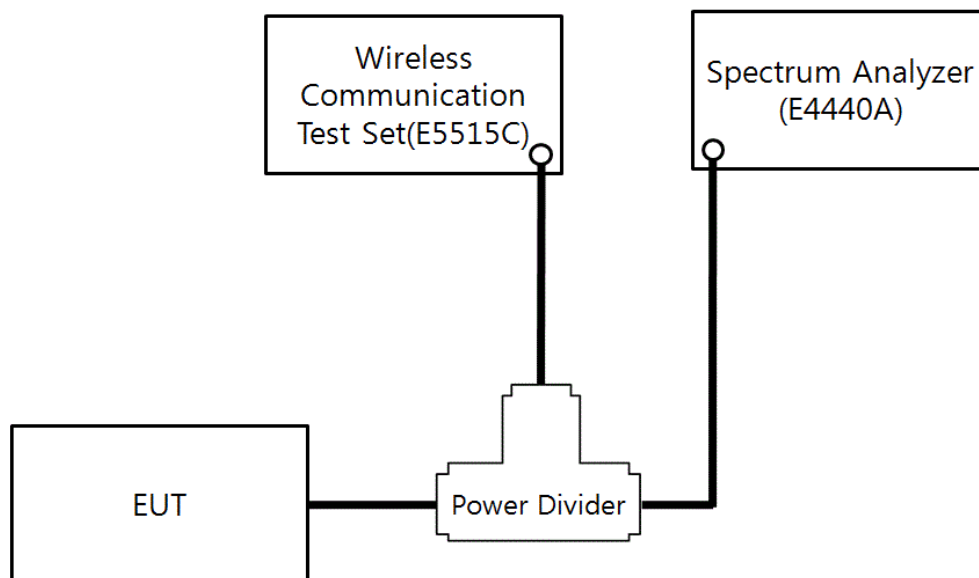 Wireless
Communication
Test Set(E5515C)
Spectrum Analyzer
(E4440A)
EUT
Power Divider